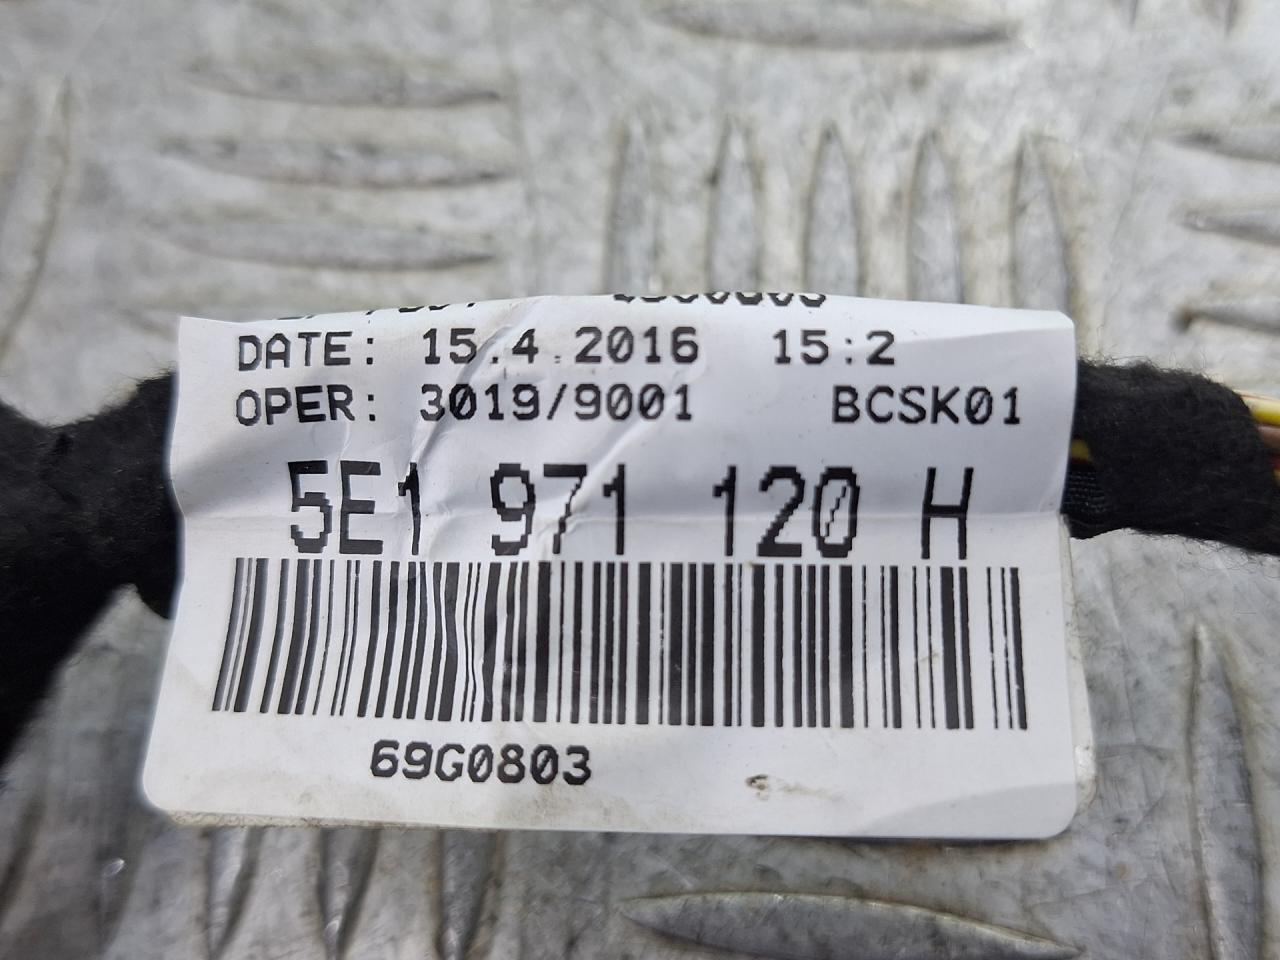 DATE: 15.4.2016 15:2
OPER: 3019/9001 BCSK01
5E1 971 120 H
69G0803